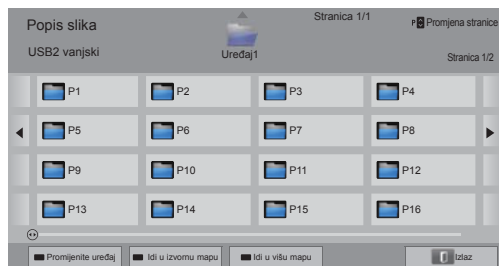 Popis slika
Stranica 1/1
P Promjena stranice
USB2 vanjski
Uređaj1
Stranica 1/2
P1 P2 P3 P4
P5 P6 P7 P8
P9 P10 P11 P12
P13 P14 P15 P16
Promijenite uređaj Idi u izvornu mapu Idi u višu mapu Izlaz